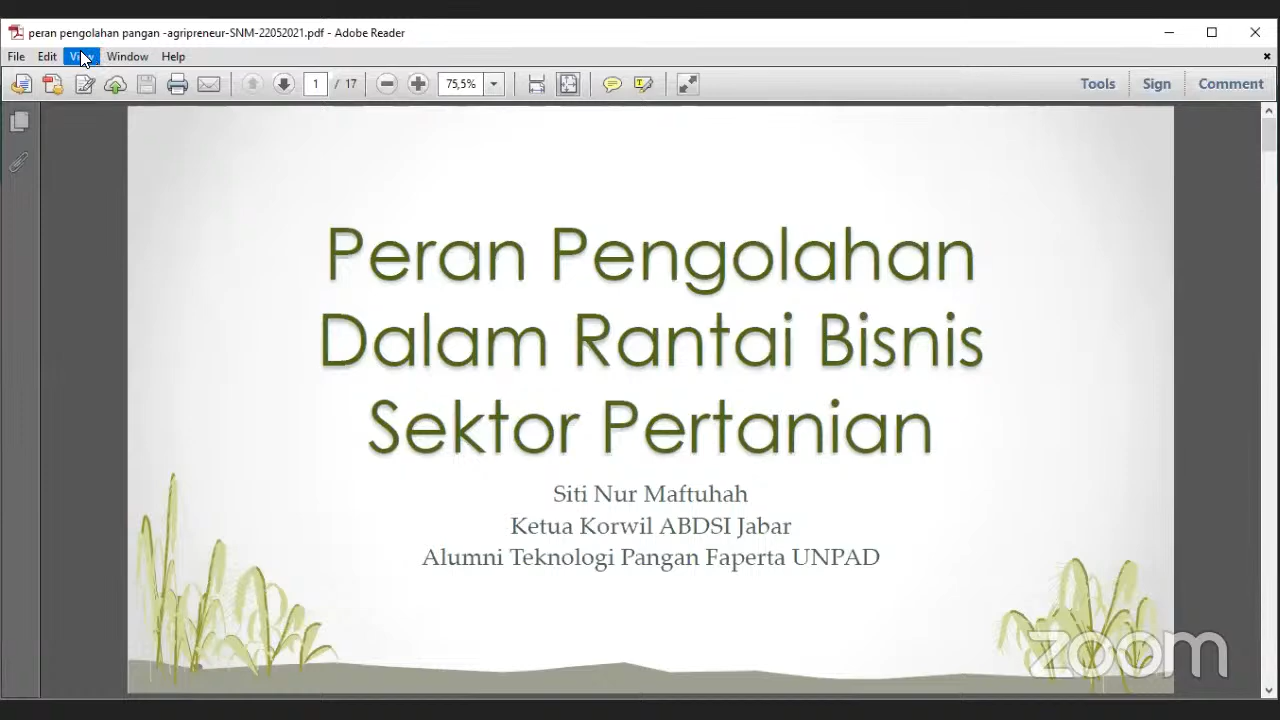 peran pengolahan pangan -agripreneur-SNM-22052021.pdf - Adobe Reader
File Edit View Window Help
1 / 17 75,5% Tools Sign Comment
Peran Pengolahan
Dalam Rantai Bisnis
Sektor Pertanian
Siti Nur Maftuhah
Ketua Korwil ABDSI Jabar
Alumni Teknologi Pangan Faperta UNPAD
zoom